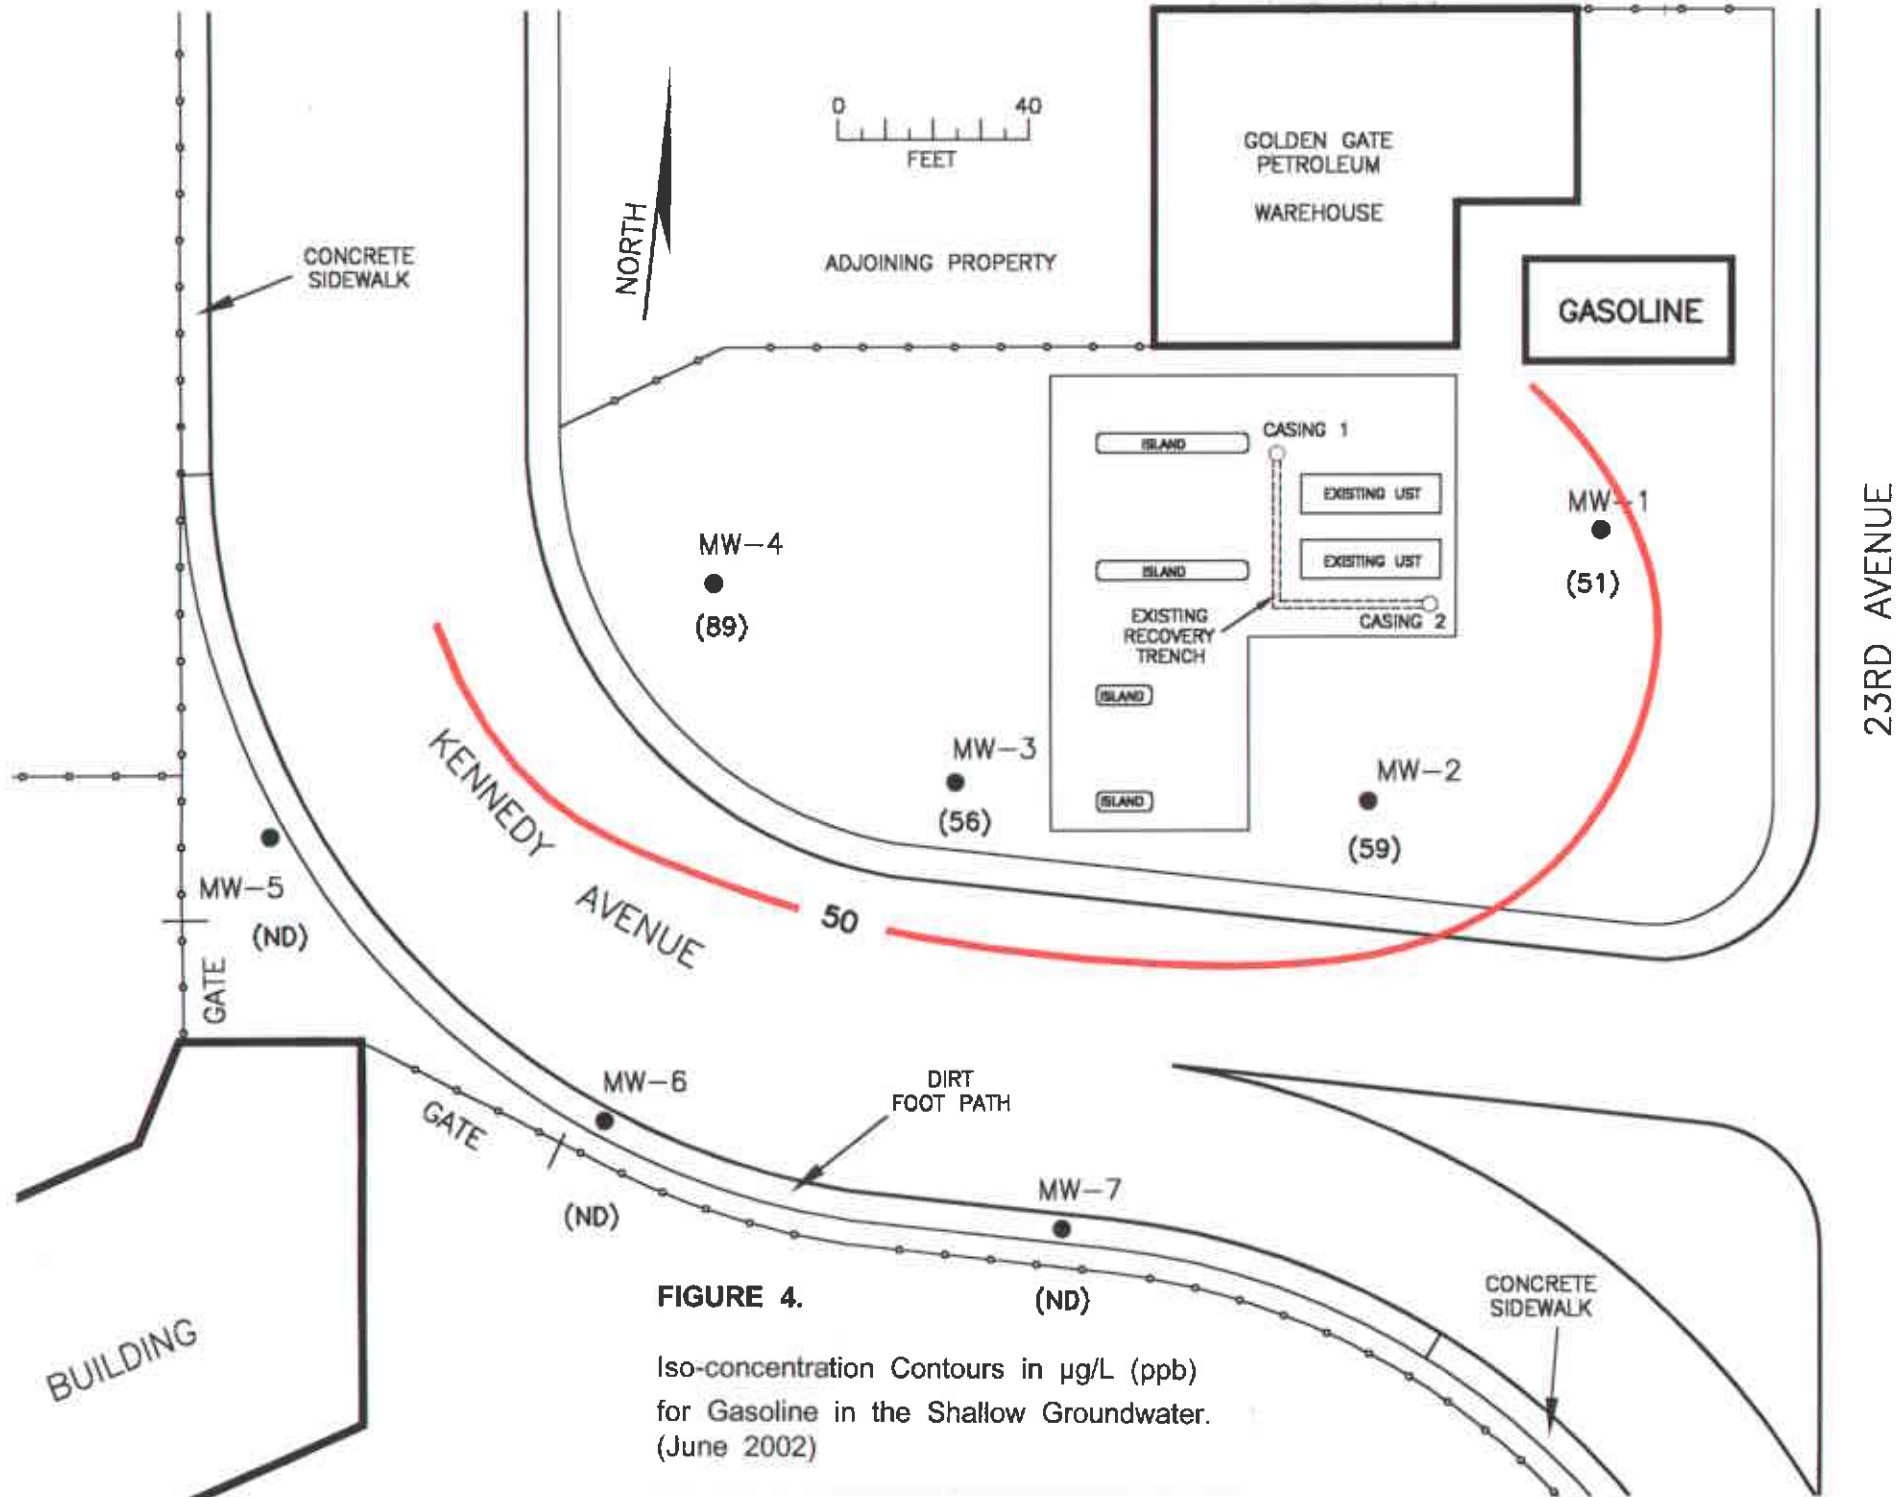 0 40
FEET
NORTH
GOLDEN GATE
PETROLEUM
WAREHOUSE
CONCRETE
SIDEWALK
ADJOINING PROPERTY
GASOLINE
ISLAND
CASING 1
EXISTING UST
MW-1
(51)
23RD AVENUE
MW-4
(89)
ISLAND
EXISTING UST
EXISTING
RECOVERY
TRENCH
CASING 2
ISLAND
MW-3
(56)
ISLAND
MW-2
(59)
KENNEDY
AVENUE
50
MW-5
(ND)
GATE
MW-6
GATE
(ND)
DIRT
FOOT PATH
MW-7
(ND)
CONCRETE
SIDEWALK
BUILDING
FIGURE 4.
Iso-concentration Contours in µg/L (ppb)
for Gasoline in the Shallow Groundwater.
(June 2002)